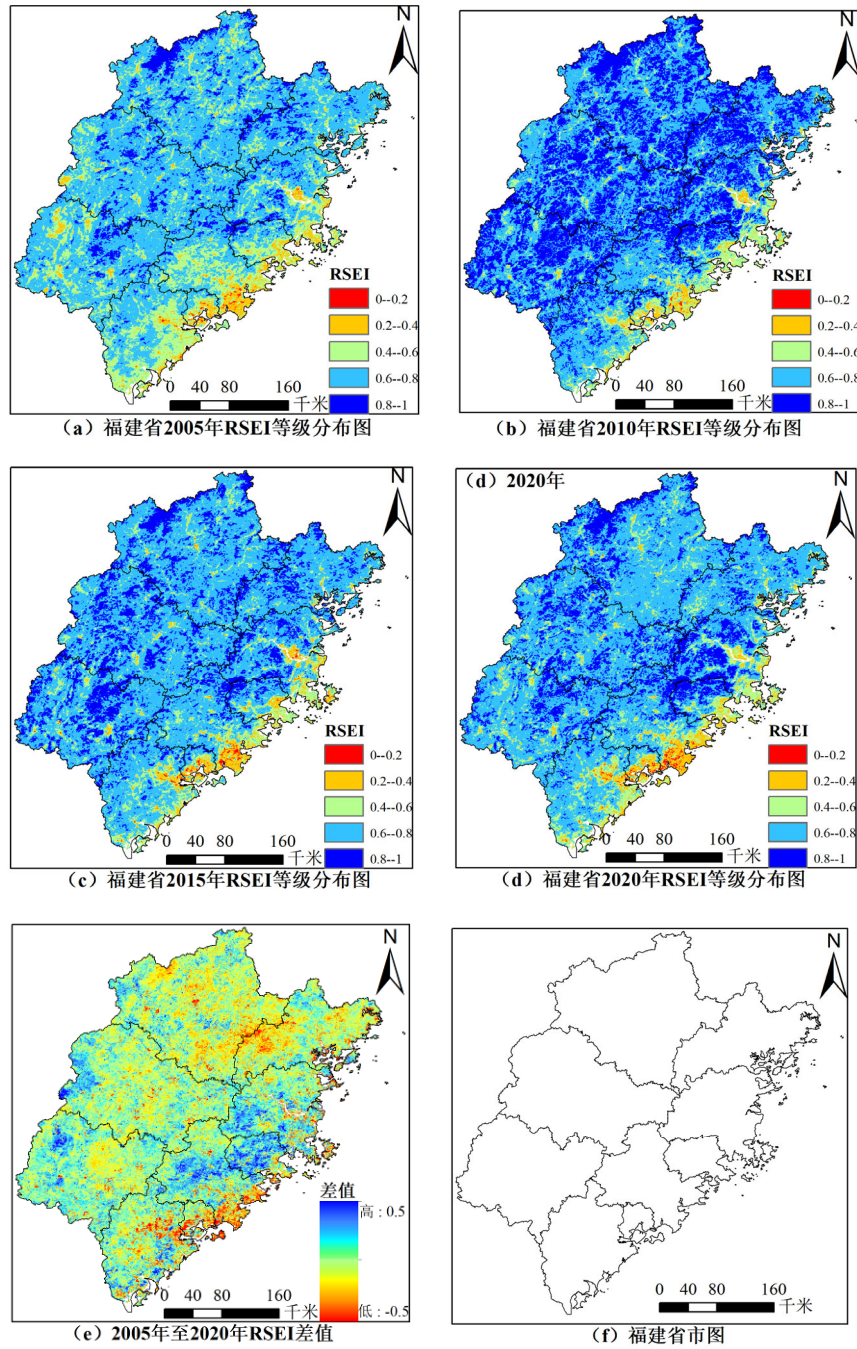 N
RSEI
0--0.2
0.2--0.4
0.4--0.6
0.6--0.8
0.8--1
0 40 80 160
千米
(a)福建省2005年RSEI等级分布图
N
RSEI
0--0.2
0.2--0.4
0.4--0.6
0.6--0.8
0.8--1
0 40 80 160
千米
(b)福建省2010年RSEI等级分布图
N
RSEI
0--0.2
0.2--0.4
0.4--0.6
0.6--0.8
0.8--1
0 40 80 160
千米
(c)福建省2015年RSEI等级分布图
(d)2020年
N
RSEI
0--0.2
0.2--0.4
0.4--0.6
0.6--0.8
0.8--1
0 40 80 160
千米
(d)福建省2020年RSEI等级分布图
N
差值
高:0.5
低:-0.5
0 40 80 160
千米
(e)2005年至2020年RSEI差值
N
0 40 80 160
千米
(f)福建省市图